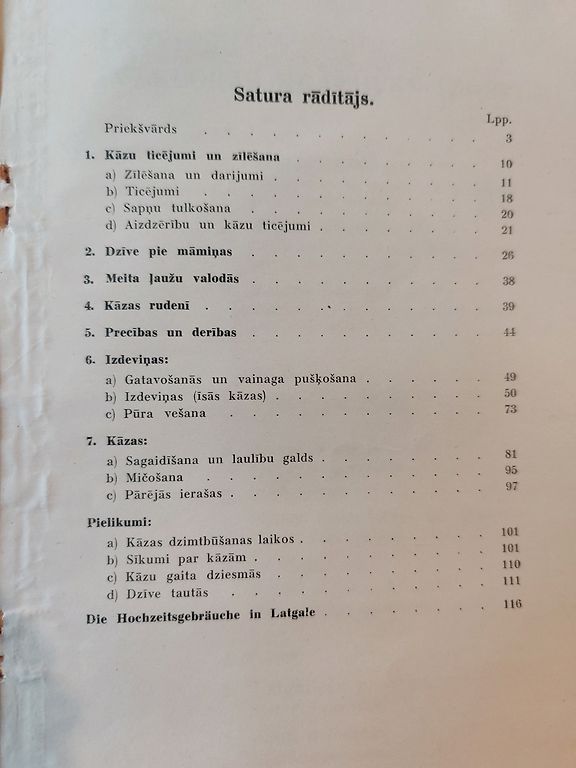 Satura rādītājs.
Lpp.
Priekšvārds . . . . . . . . . . . 3
1. Kāzu ticējumi un zīlēšana . . . . . . . 10
a) Zīlēšana un darijumi . . . . . . . . 11
b) Ticējumi . . . . . . . . . . 18
c) Sapņu tulkošana . . . . . . . . . 20
d) Aizdzērību un kāzu ticējumi . . . . . . 21
2. Dzīve pie māmiņas . . . . . . . . . 26
3. Meita ļaužu valodās . . . . . . . . . 38
4. Kāzas rudenī . . . . . . . . . . 39
5. Precības un derības . . . . . . . . . 44
6. Izdeviņas:
a) Gatavošanās un vainaga pušķošana . . . . . 49
b) Izdeviņas (īsās kāzas) . . . . . . . . 50
c) Pūra vešana . . . . . . . . . 73
7. Kāzas:
a) Sagaidīšana un laulību galds . . . . . . 81
b) Mičošana . . . . . . . . . . 95
c) Pārējās ierašas . . . . . . . . . 97
Pielikumi:
a) Kāzas dzimtbūšanas laikos . . . . . . . 101
b) Sīkumi par kāzām . . . . . . . . . 101
c) Kāzu gaita dziesmās . . . . . . . . 110
d) Dzīve tautās . . . . . . . . . 111
Die Hochzeitsgebräuche in Latgale . . . . . . . 116